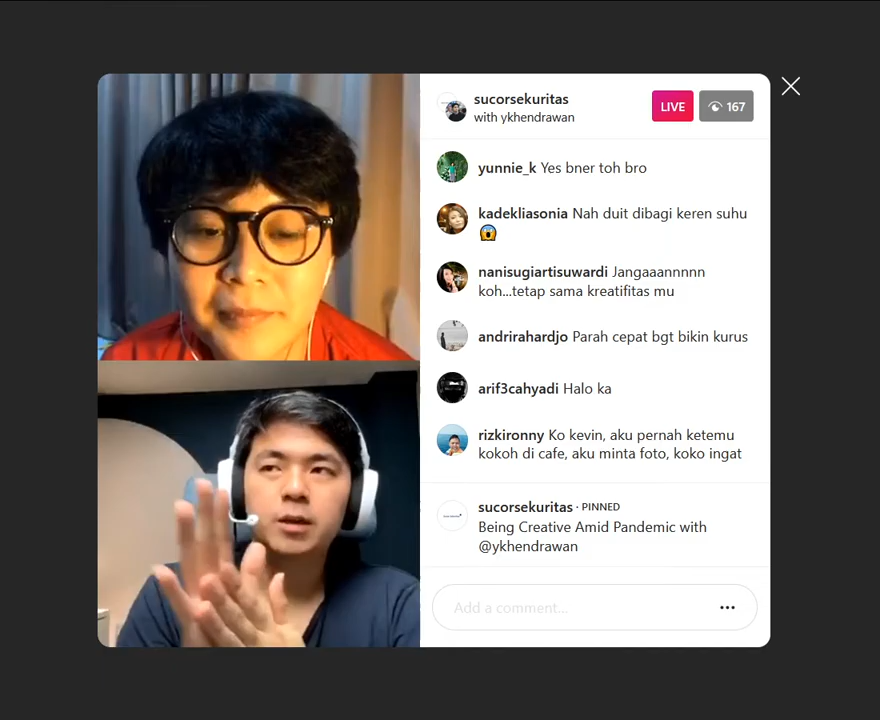 sucorsekuritas
with ykhendrawan
LIVE
167
yunnie_k Yes bner toh bro
kadekliasonia Nah duit dibagi keren suhu
😱
nanisugiartisuwardi Jangaaannnnn
koh...tetap sama kreatifitas mu
andrirahardjo Parah cepat bgt bikin kurus
arif3cahyadi Halo ka
rizkironny Ko kevin, aku pernah ketemu
kokoh di cafe, aku minta foto, koko ingat
sucorsekuritas · PINNED
Being Creative Amid Pandemic with
@ykhendrawan
Add a comment...